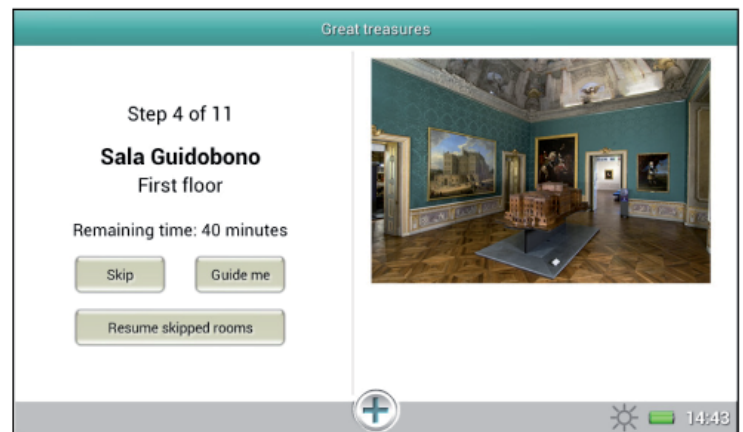 Great treasures
Step 4 of 11
Sala Guidobono
First floor
Remaining time: 40 minutes
Skip
Guide me
Resume skipped rooms
14:43